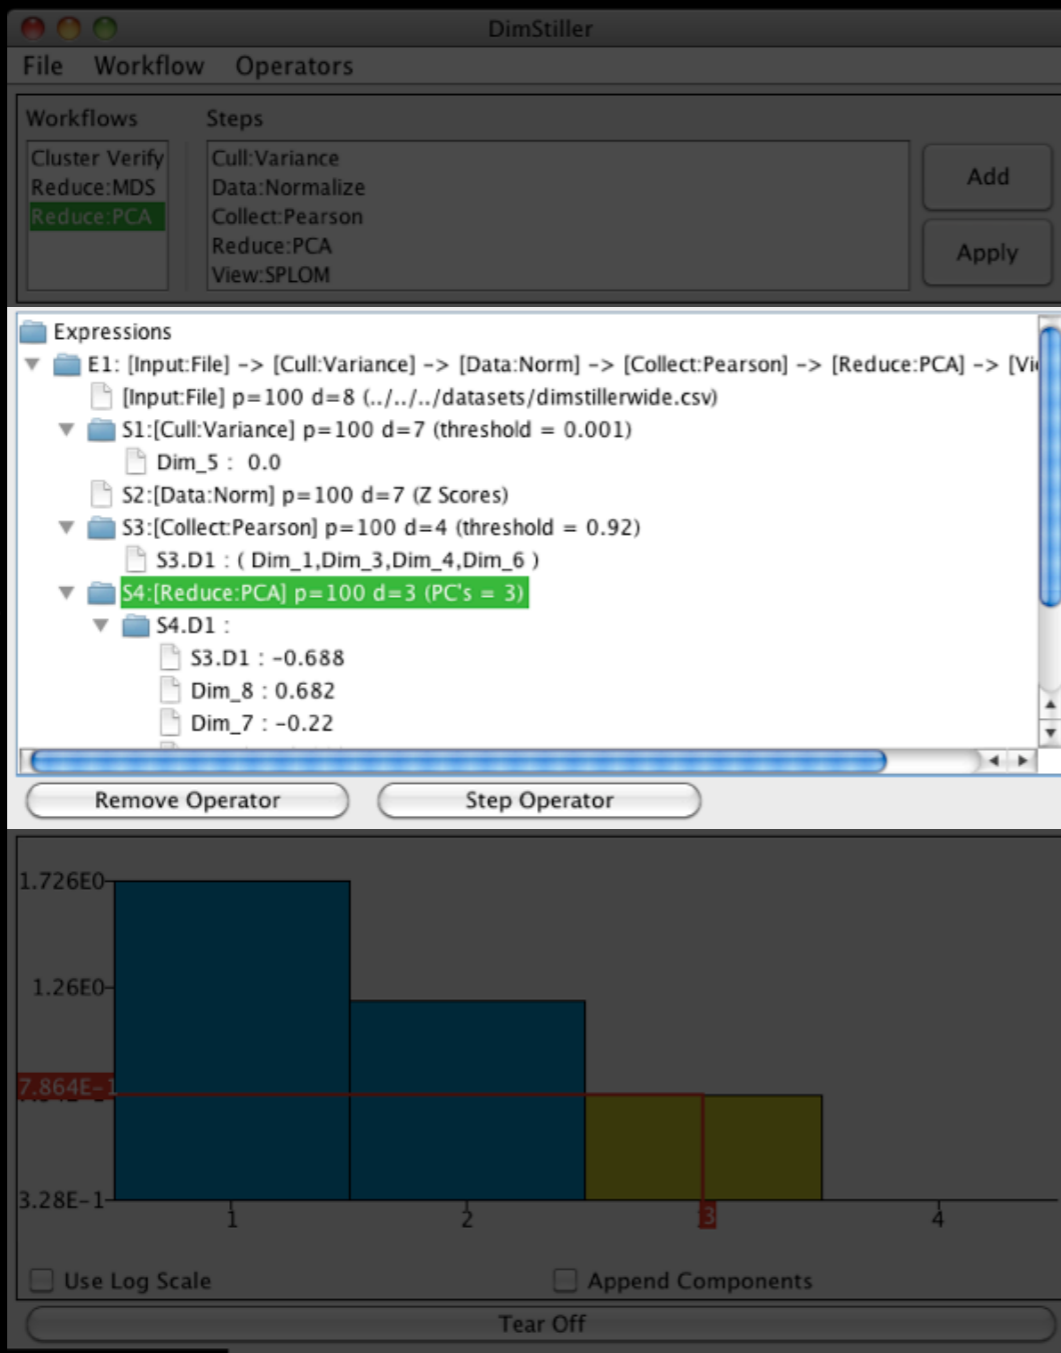 DimStiller
File Workflow Operators
Workflows Steps
Cluster Verify
Reduce:MDS
Reduce:PCA
Cull:Variance
Data:Normalize
Collect:Pearson
Reduce:PCA
View:SPLOM
Add
Apply
Expressions
E1: [Input:File] -> [Cull:Variance] -> [Data:Norm] -> [Collect:Pearson] -> [Reduce:PCA] -> [Vi
[Input:File] p=100 d=8 (../../../datasets/dimstillerwide.csv)
S1:[Cull:Variance] p=100 d=7 (threshold = 0.001)
Dim_5 : 0.0
S2:[Data:Norm] p=100 d=7 (Z Scores)
S3:[Collect:Pearson] p=100 d=4 (threshold = 0.92)
S3.D1 : ( Dim_1,Dim_3,Dim_4,Dim_6 )
S4:[Reduce:PCA] p=100 d=3 (PC's = 3)
S4.D1 :
S3.D1 : -0.688
Dim_8 : 0.682
Dim_7 : -0.22
Remove Operator Step Operator
1.726E0
1.26E0
7.864E-1
3.28E-1
1 2 3 4
Use Log Scale Append Components
Tear Off